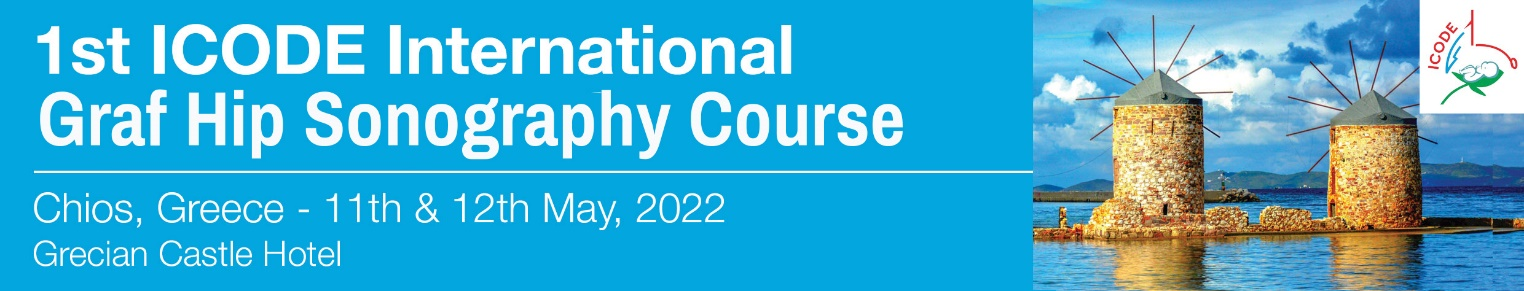 1st ICODE International
Graf Hip Sonography Course
Chios, Greece - 11th & 12th May, 2022
Grecian Castle Hotel
ICODE